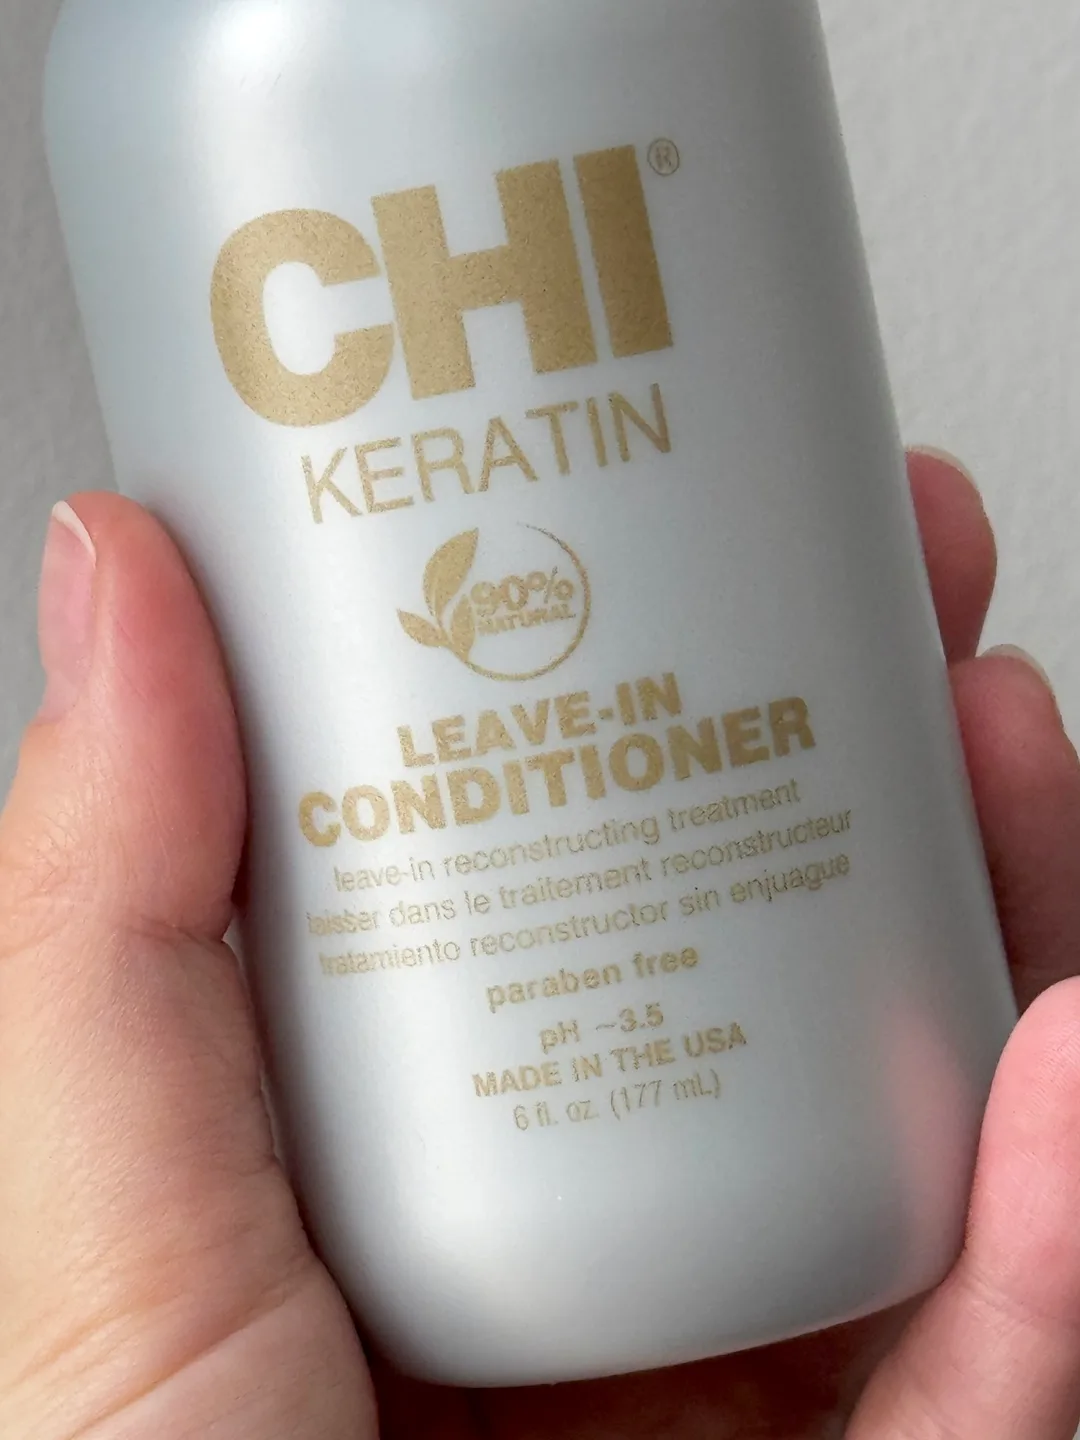 CHI®
KERATIN
90%
NATURAL
LEAVE-IN
CONDITIONER
leave-in reconstructing treatment
laisser dans le traitement reconstructeur
tratamiento reconstructor sin enjuague
paraben free
pH ~3.5
MADE IN THE USA
6 fl. oz. (177 mL)